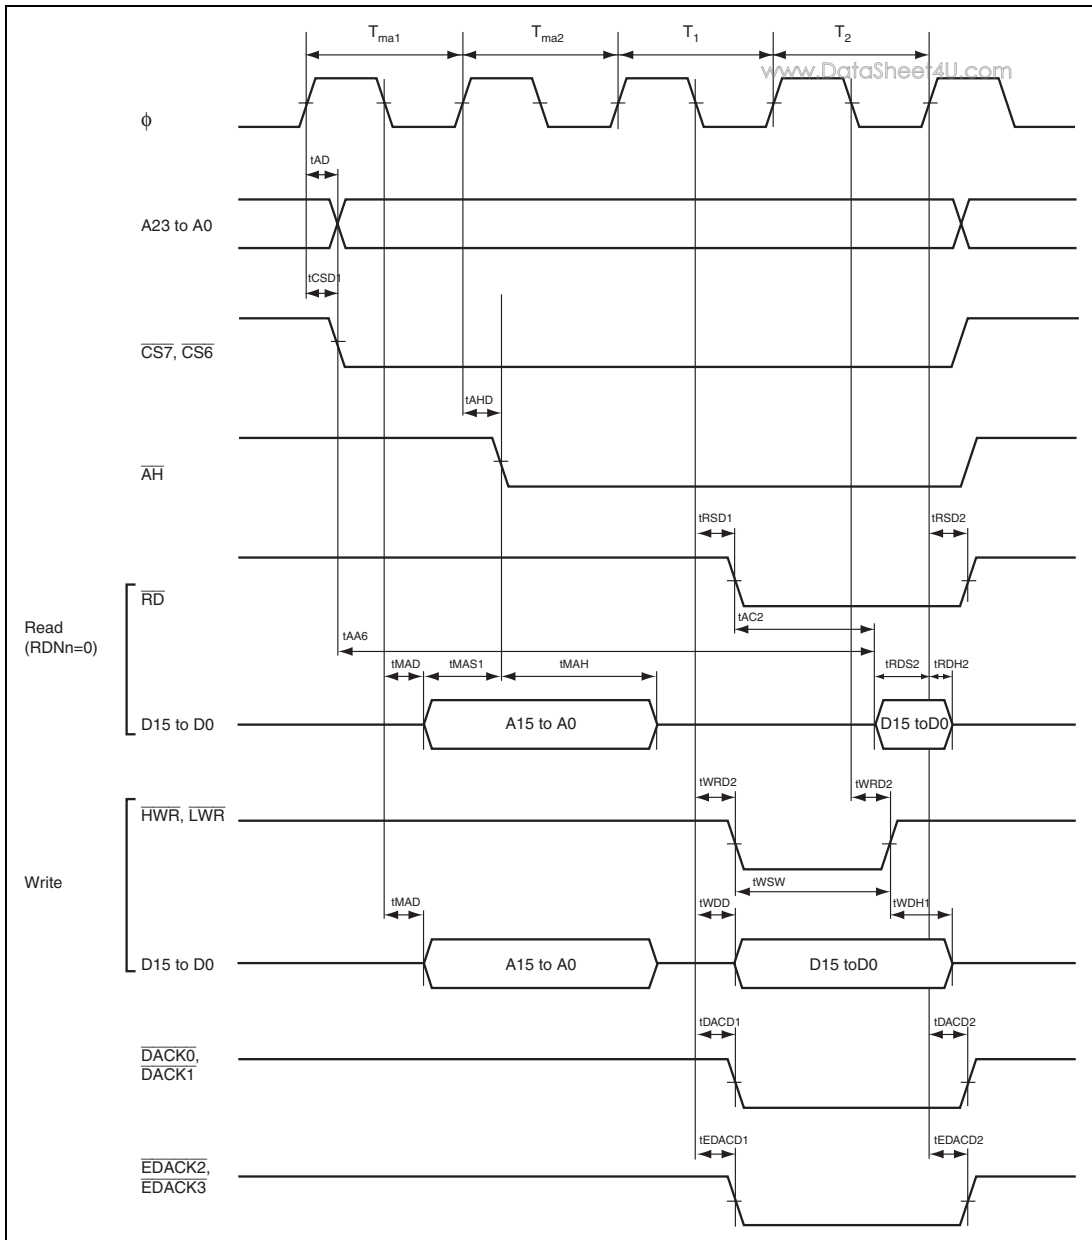 Tma1 Tma2 T1 T2
www.DataSheet4U.com
ϕ
tAD
A23 to A0
tCSD1
CS7, CS6
tAHD
AH
tRSD1 tRSD2
RD
Read
(RDNn=0)
tAC2
tAA6
tMAD tMAS1 tMAH tRDS2 tRDH2
D15 to D0 A15 to A0 D15 toD0
tWRD2 tWRD2
HWR, LWR
Write
tWSW
tMAD tWDD tWDH1
D15 to D0 A15 to A0 D15 toD0
tDACD1 tDACD2
DACK0,
DACK1
tEDACD1 tEDACD2
EDACK2,
EDACK3